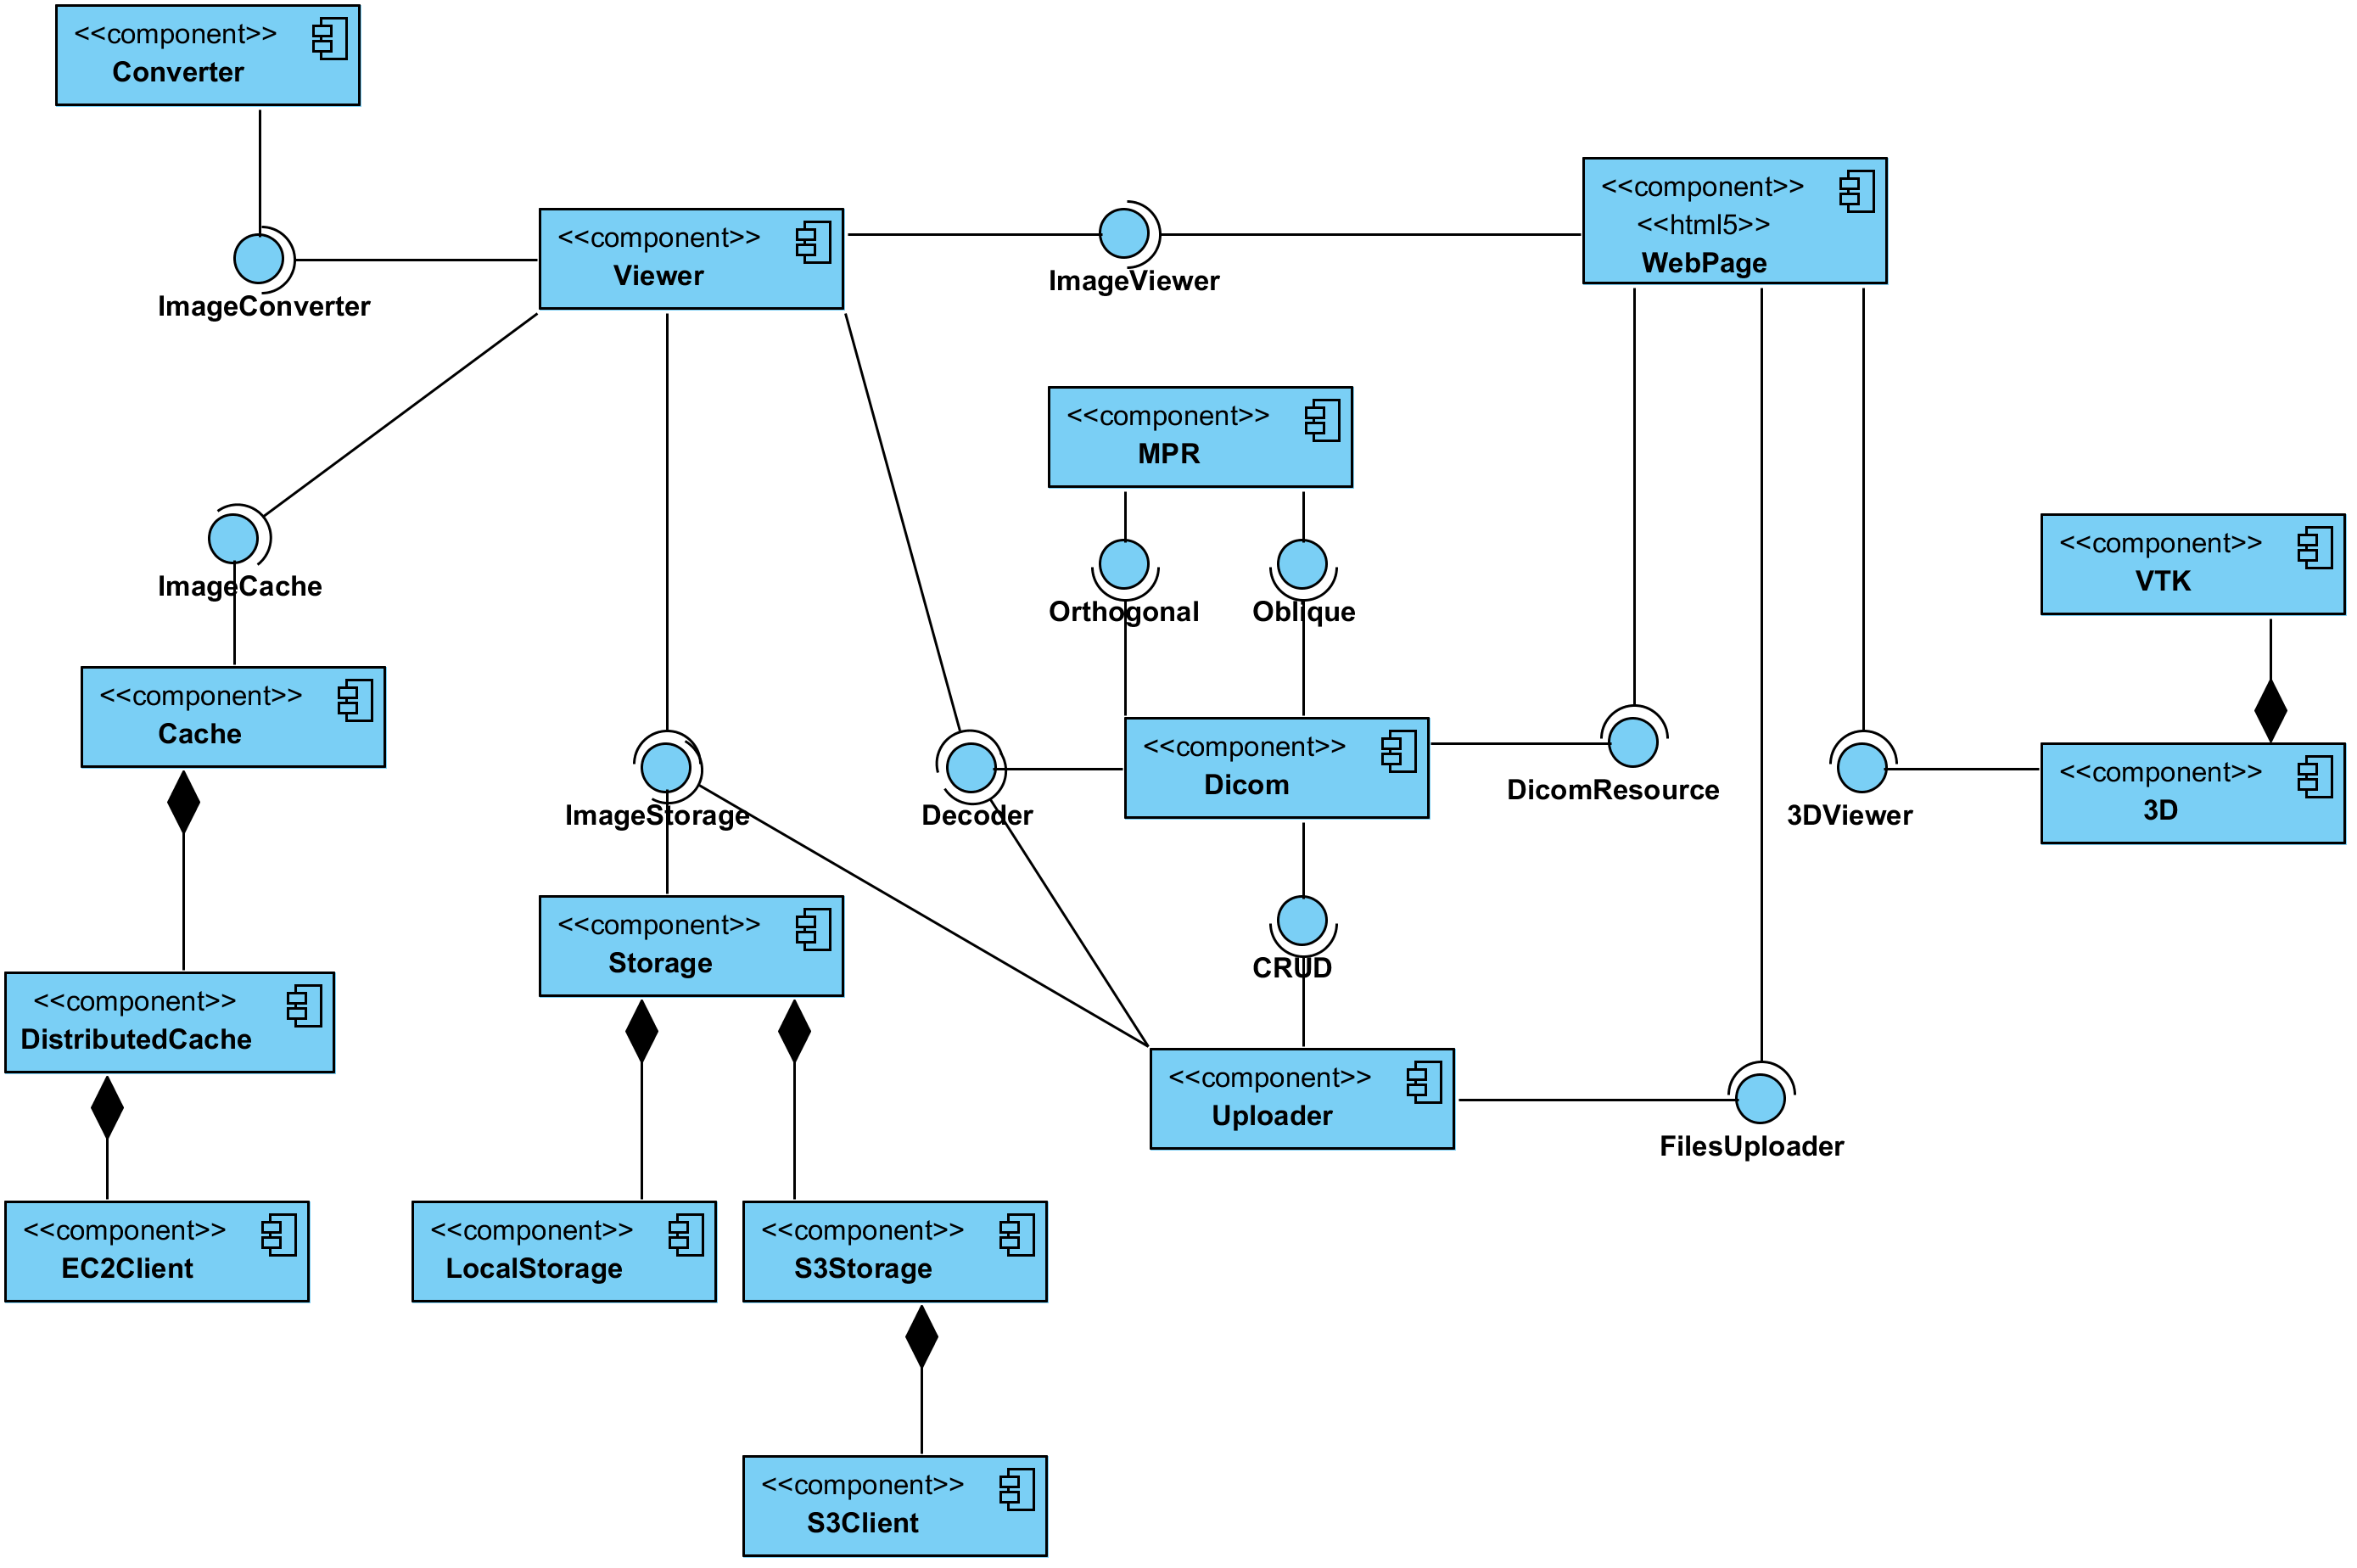 <<component>>
Converter
<<component>>
<<html5>>
WebPage
<<component>>
Viewer
ImageViewer
ImageConverter
<<component>>
MPR
<<component>>
VTK
ImageCache
Orthogonal
Oblique
<<component>>
Cache
<<component>>
Dicom
DicomResource
<<component>>
3D
ImageStorage
Decoder
3DViewer
<<component>>
Storage
CRUD
<<component>>
DistributedCache
<<component>>
Uploader
FilesUploader
<<component>>
EC2Client
<<component>>
LocalStorage
<<component>>
S3Storage
<<component>>
S3Client